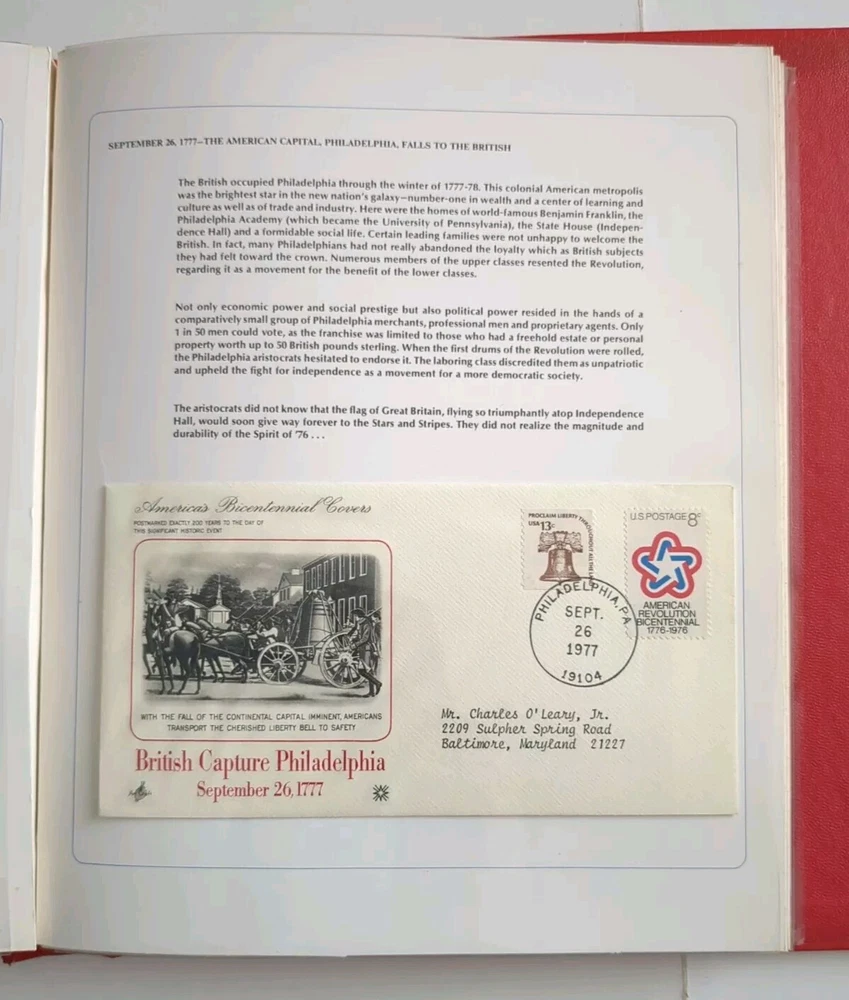 SEPTEMBER 26, 1777—THE AMERICAN CAPITAL, PHILADELPHIA, FALLS TO THE BRITISH
The British occupied Philadelphia through the winter of 1777-78. This colonial American metropolis
was the brightest star in the new nation's galaxy—number-one in wealth and a center of learning and
culture as well as of trade and industry. Here were the homes of world-famous Benjamin Franklin, the
Philadelphia Academy (which became the University of Pennsylvania), the State House (Indepen-
dence Hall) and a formidable social life. Certain leading families were not unhappy to welcome the
British. In fact, many Philadelphians had not really abandoned the loyalty which as British subjects
they had felt toward the crown. Numerous members of the upper classes resented the Revolution,
regarding it as a movement for the benefit of the lower classes.
Not only economic power and social prestige but also political power resided in the hands of a
comparatively small group of Philadelphia merchants, professional men and proprietary agents. Only
1 in 50 men could vote, as the franchise was limited to those who had a freehold estate or personal
property worth up to 50 British pounds sterling. When the first drums of the Revolution were rolled,
the Philadelphia aristocrats hesitated to endorse it. The laboring class discredited them as unpatriotic
and upheld the fight for independence as a movement for a more democratic society.
The aristocrats did not know that the flag of Great Britain, flying so triumphantly atop Independence
Hall, would soon give way forever to the Stars and Stripes. They did not realize the magnitude and
durability of the Spirit of '76 . . .
America's Bicentennial Covers
POSTMARKED EXACTLY 200 YEARS TO THE DAY OF
THIS SIGNIFICANT HISTORIC EVENT
WITH THE FALL OF THE CONTINENTAL CAPITAL IMMINENT, AMERICANS
TRANSPORT THE CHERISHED LIBERTY BELL TO SAFETY
British Capture Philadelphia
September 26, 1777
PROCLAIM LIBERTY THROUGHOUT ALL THE
USA 13c
U.S. POSTAGE 8c
AMERICAN
REVOLUTION
BICENTENNIAL
1776-1976
PHILADELPHIA, PA
SEPT.
26
1977
19104
Mr. Charles O'Leary, Jr.
2209 Sulpher Spring Road
Baltimore, Maryland 21227